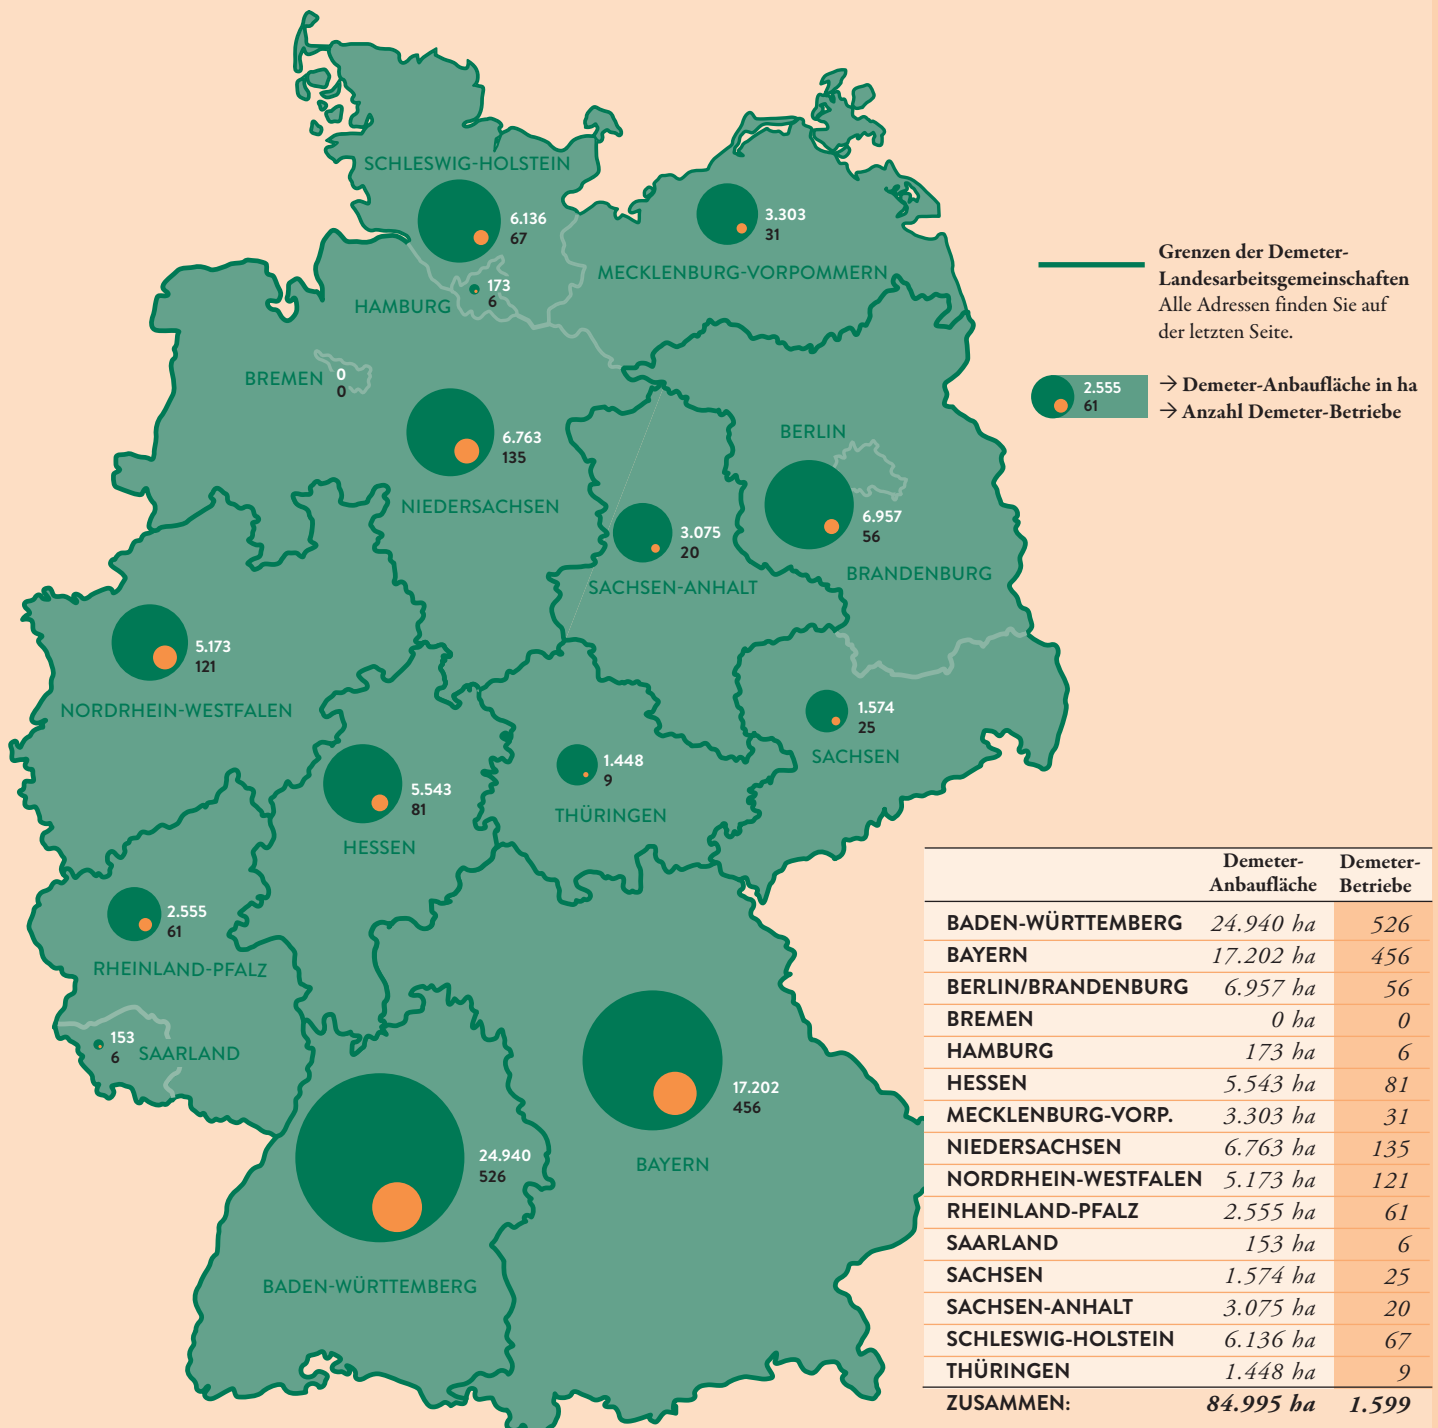 SCHLESWIG-HOLSTEIN
6.136
67
3.303
31
MECKLENBURG-VORPOMMERN
173
6
HAMBURG
BREMEN
0
0
6.763
135
NIEDERSACHSEN
BERLIN
6.957
56
BRANDENBURG
3.075
20
SACHSEN-ANHALT
5.173
121
NORDRHEIN-WESTFALEN
1.574
25
SACHSEN
5.543
81
HESSEN
1.448
9
THÜRINGEN
2.555
61
RHEINLAND-PFALZ
153
6
SAARLAND
17.202
456
BAYERN
24.940
526
BADEN-WÜRTTEMBERG
Grenzen der Demeter-
Landesarbeitsgemeinschaften
Alle Adressen finden Sie auf
der letzten Seite.
2.555
61
→ Demeter-Anbaufläche in ha
→ Anzahl Demeter-Betriebe
Demeter- Demeter-
Anbaufläche Betriebe
BADEN-WÜRTTEMBERG 24.940 ha 526
BAYERN 17.202 ha 456
BERLIN/BRANDENBURG 6.957 ha 56
BREMEN 0 ha 0
HAMBURG 173 ha 6
HESSEN 5.543 ha 81
MECKLENBURG-VORP. 3.303 ha 31
NIEDERSACHSEN 6.763 ha 135
NORDRHEIN-WESTFALEN 5.173 ha 121
RHEINLAND-PFALZ 2.555 ha 61
SAARLAND 153 ha 6
SACHSEN 1.574 ha 25
SACHSEN-ANHALT 3.075 ha 20
SCHLESWIG-HOLSTEIN 6.136 ha 67
THÜRINGEN 1.448 ha 9
ZUSAMMEN: 84.995 ha 1.599